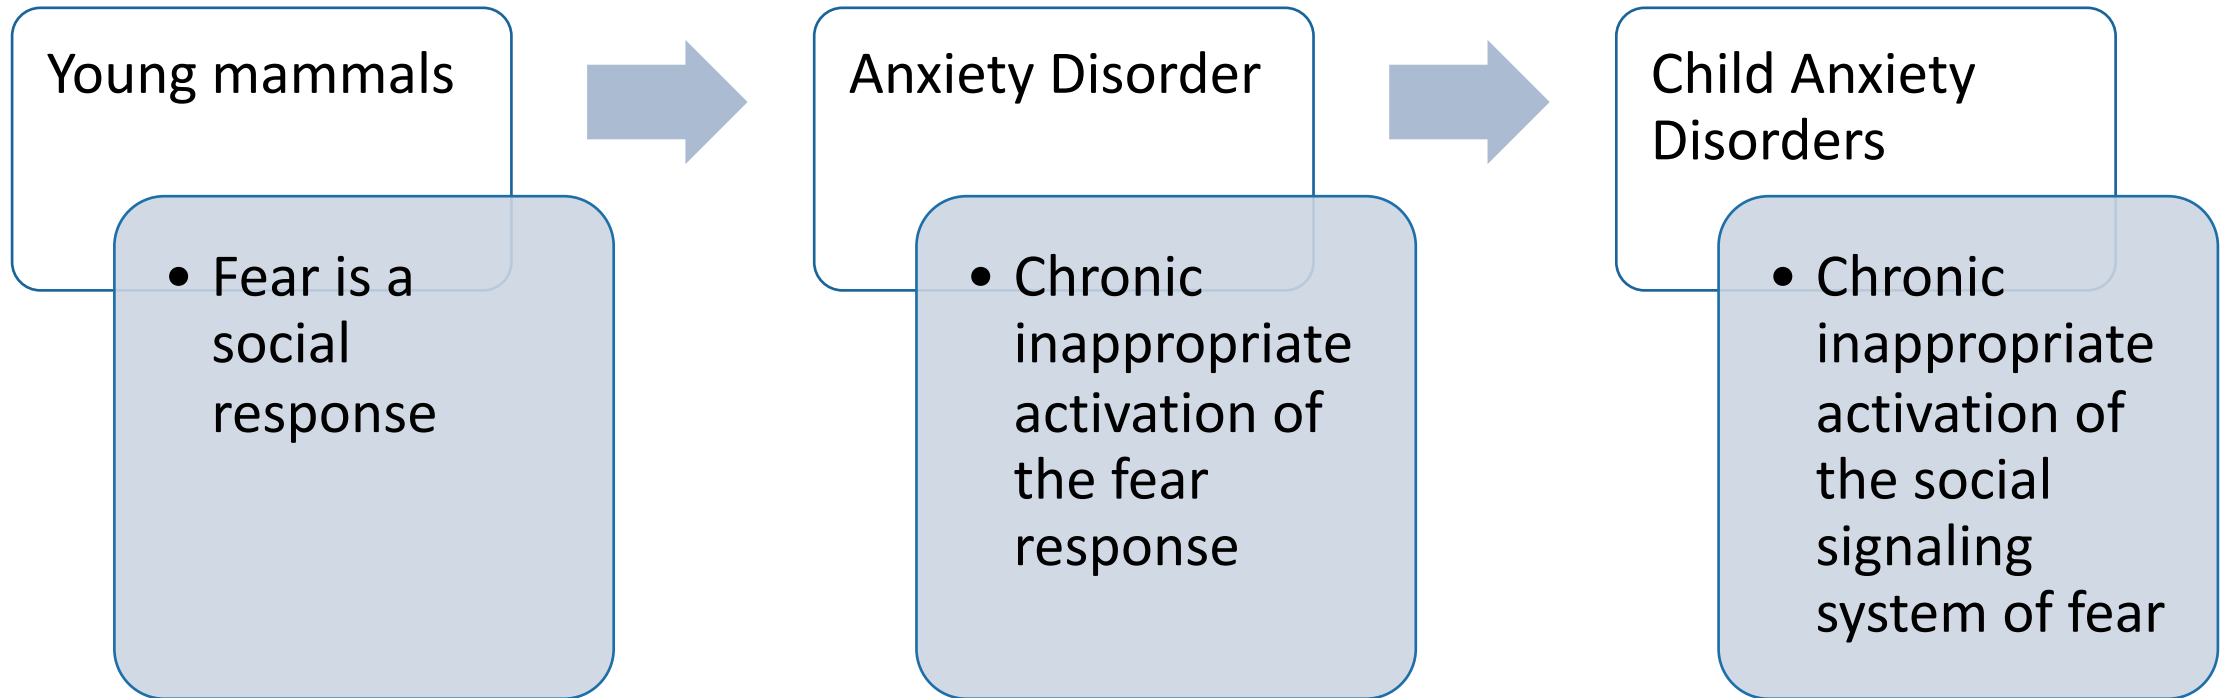 Young mammals
• Fear is a
social
response
Anxiety Disorder
• Chronic
inappropriate
activation of
the fear
response
Child Anxiety
Disorders
• Chronic
inappropriate
activation of
the social
signaling
system of fear